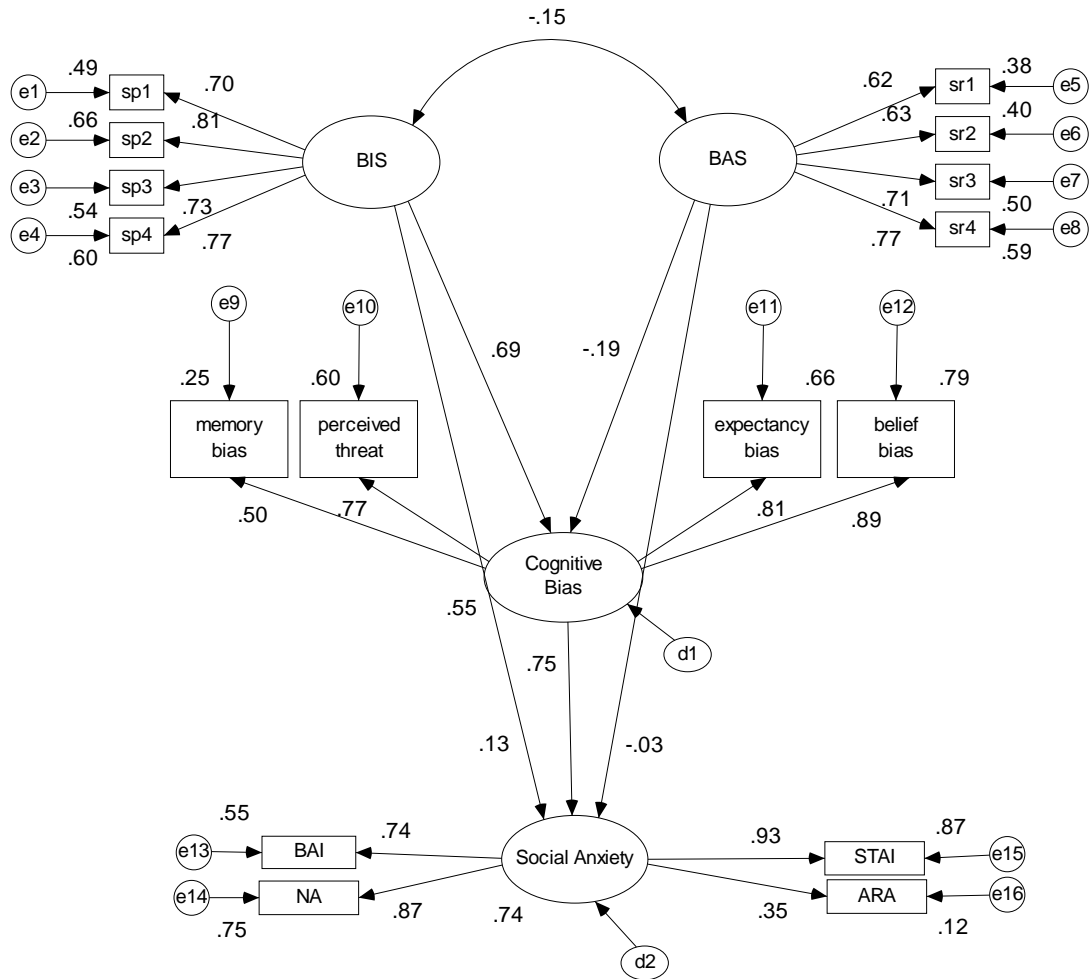 -.15
.49
.38
e1
sp1
.70
.62
sr1
e5
.66
.81
.63
.40
e2
sp2
BIS
BAS
sr2
e6
e3
sp3
sr3
e7
.54
.73
.71
.50
e4
sp4
sr4
e8
.60
.77
.77
.59
e9
e10
e11
e12
.69
-.19
.25
.60
.66
.79
memory
bias
perceived
threat
expectancy
bias
belief
bias
.50
.77
.81
.89
Cognitive
Bias
.55
.75
d1
.13
-.03
.55
.74
.93
.87
e13
BAI
Social Anxiety
STAI
e15
e14
NA
ARA
e16
.75
.87
.74
.35
.12
d2